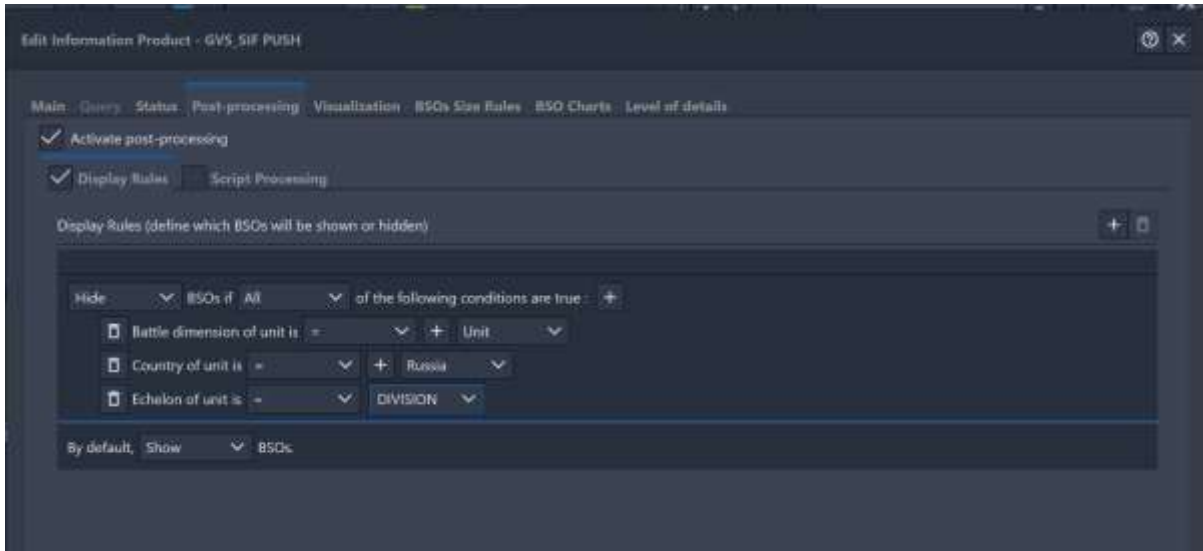 Edit Information Product - GVS_SIF PUSH
Main Query Status Post-processing Visualization BSOs Size Rules BSO Charts Level of details
Activate post-processing
Display Rules Script Processing
Display Rules (define which BSOs will be shown or hidden)
Hide BSOs if All of the following conditions are true :
Battle dimension of unit is = + Unit
Country of unit is = + Russia
Echelon of unit is = DIVISION
By default, Show BSOs.